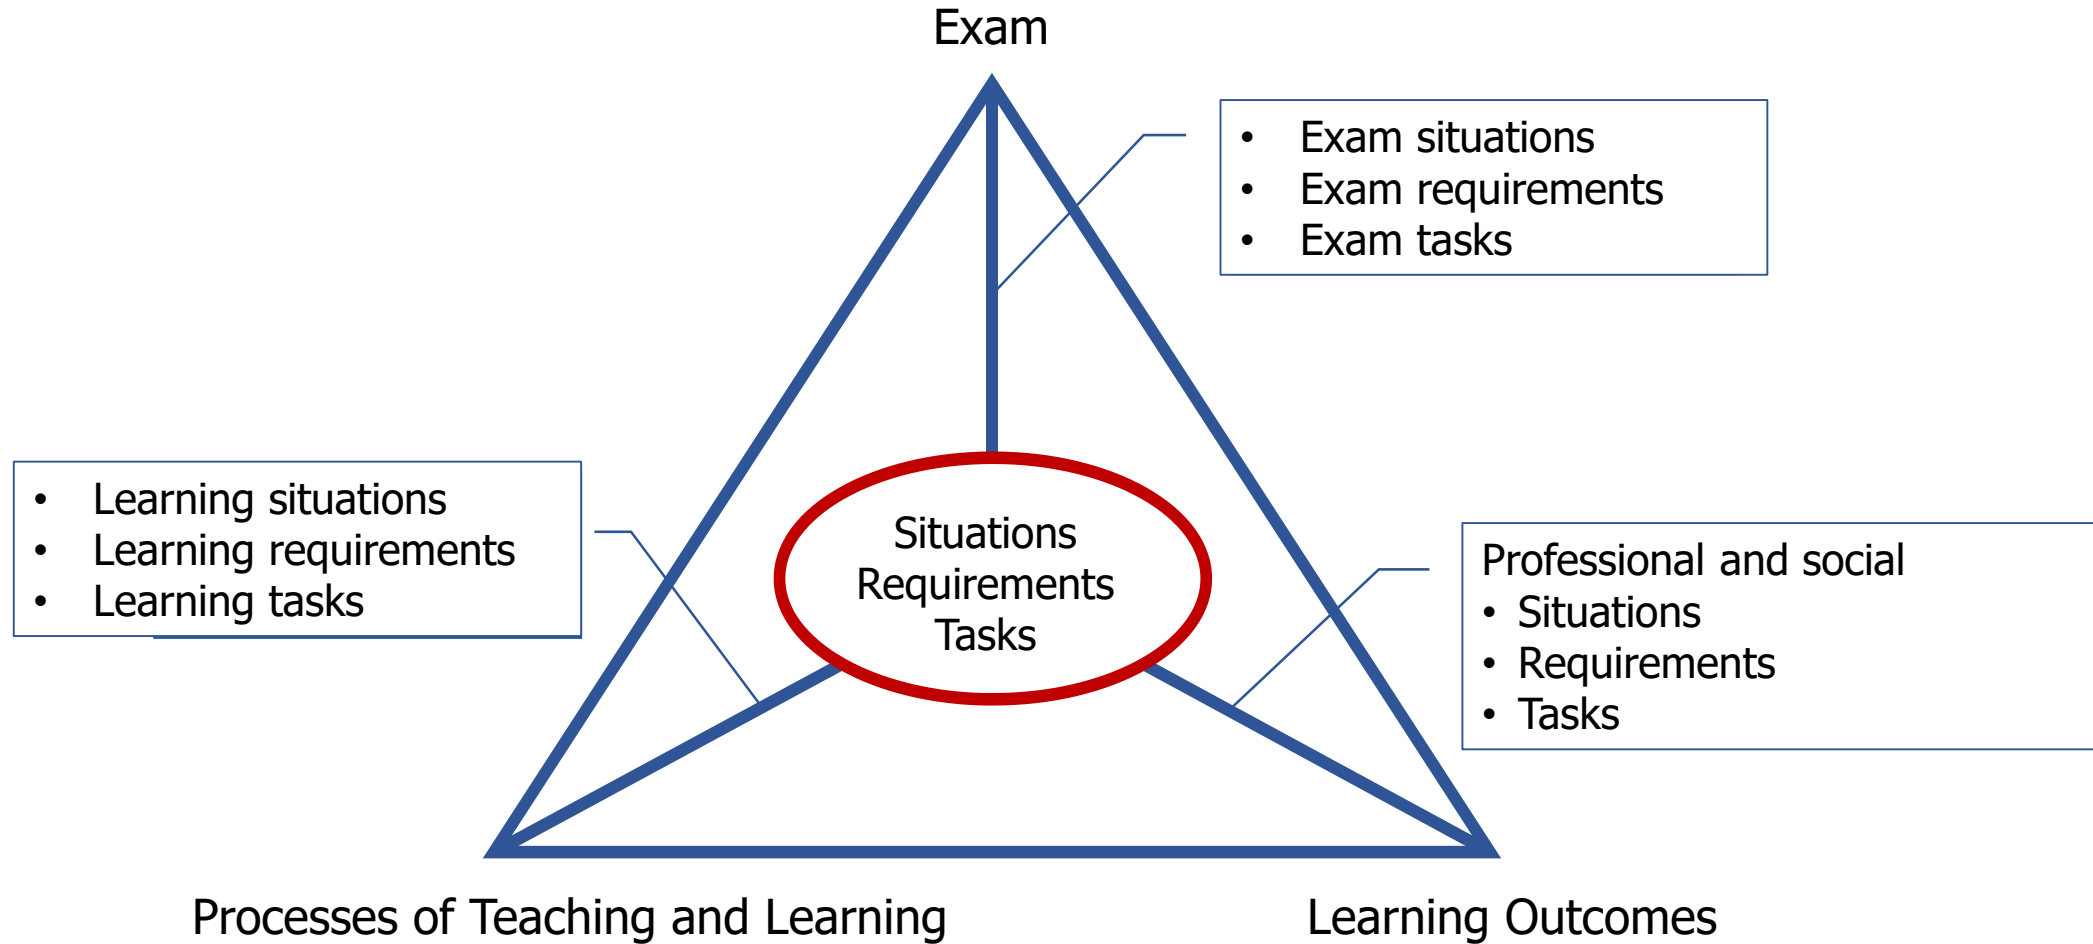 Exam
• Exam situations
• Exam requirements
• Exam tasks
• Learning situations
• Learning requirements
• Learning tasks
Situations
Requirements
Tasks
Professional and social
• Situations
• Requirements
• Tasks
Processes of Teaching and Learning
Learning Outcomes